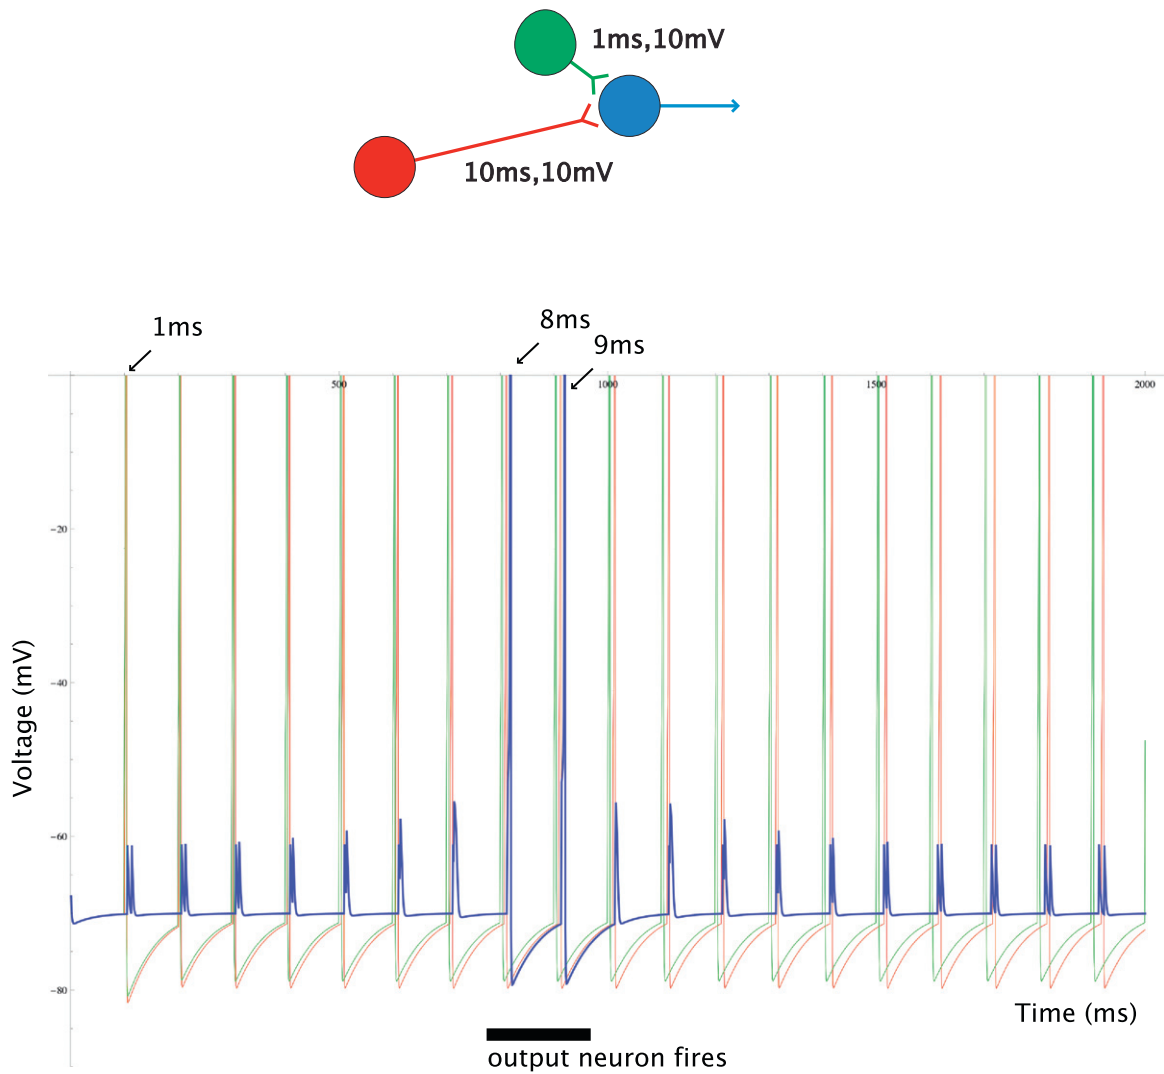 1ms,10mV
10ms,10mV
8ms
1ms
9ms
500
1000
1500
2000
−20
−40
−60
−80
Voltage (mV)
Time (ms)
output neuron fires